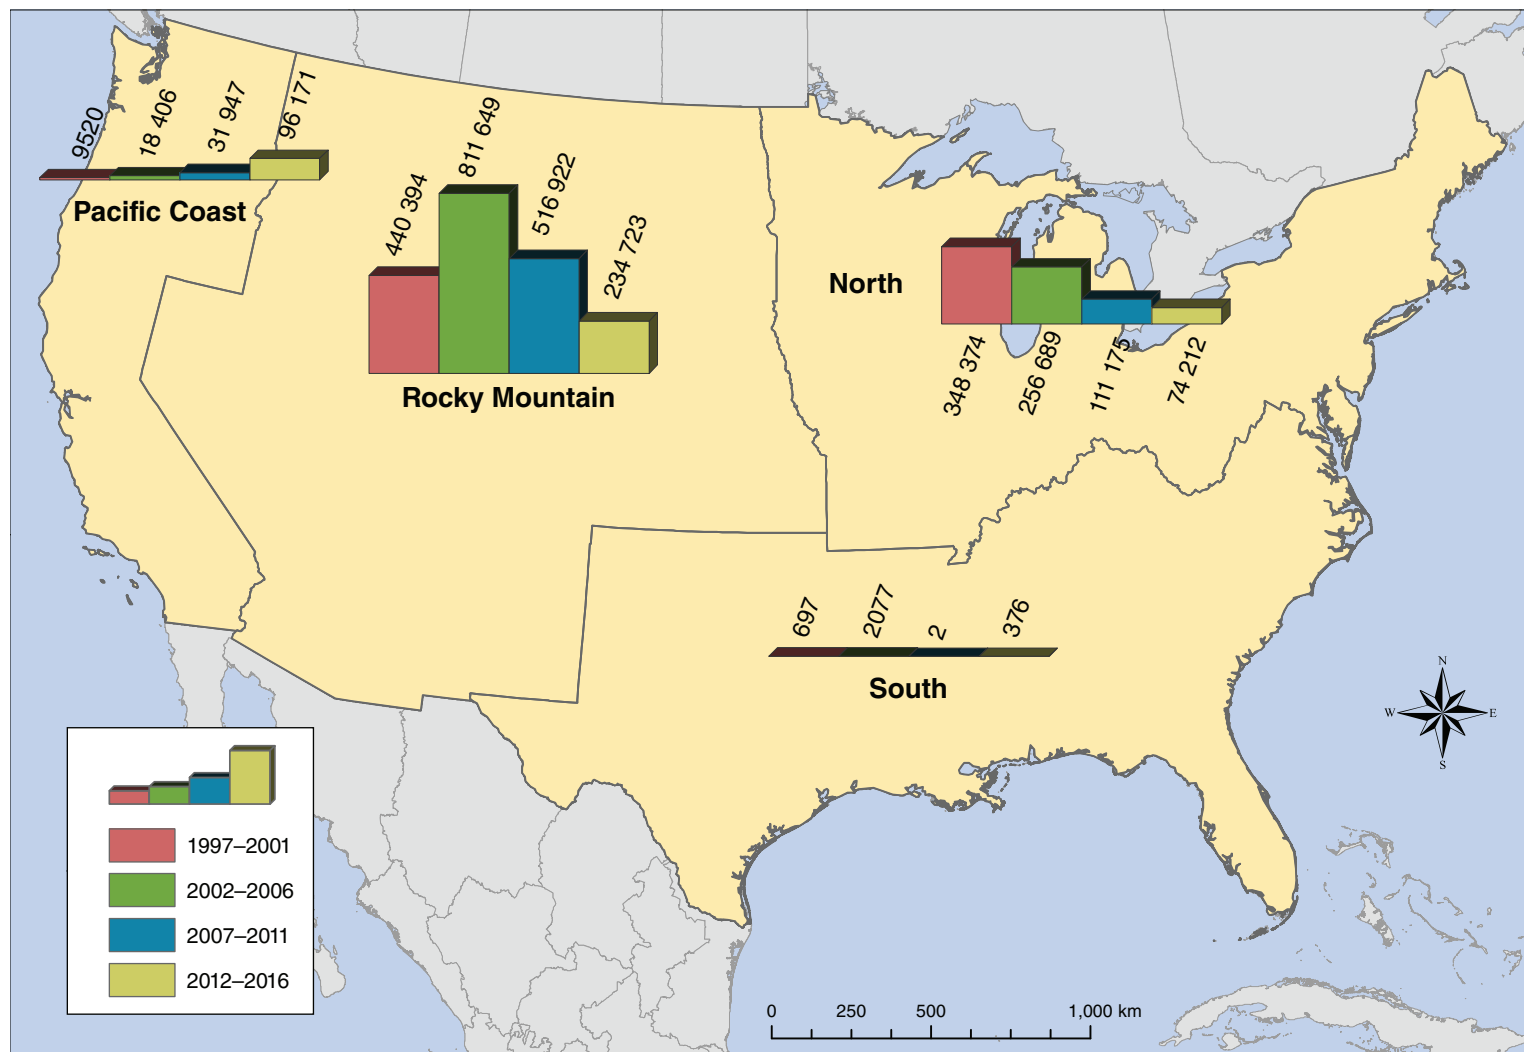 9520
18 406
31 947
96 171
Pacific Coast
440 394
811 649
516 922
234 723
Rocky Mountain
North
348 374
256 689
111 175
74 212
697
2077
2
376
South
N
W
E
S
1997–2001
2002–2006
2007–2011
2012–2016
0 250 500 1,000 km